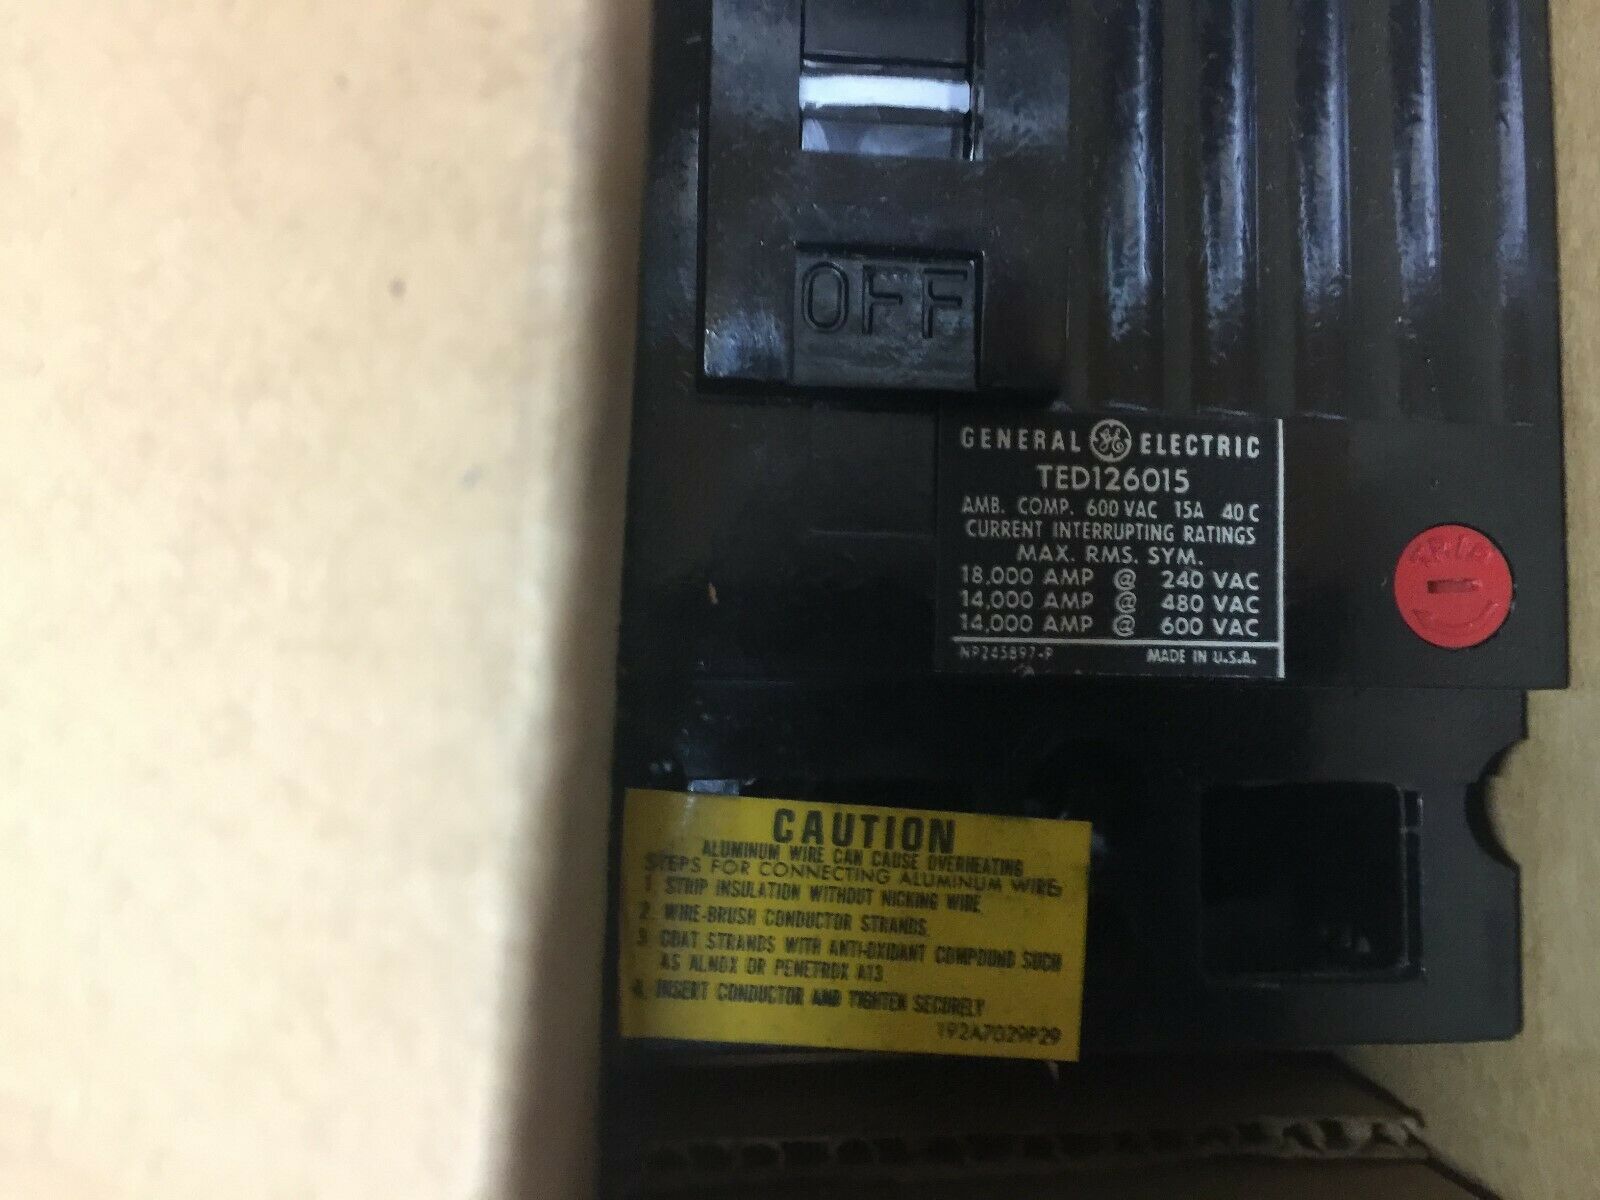 OFF
GENERAL GE ELECTRIC
TED126015
AMB. COMP. 600 VAC 15A 40 C
CURRENT INTERRUPTING RATINGS
MAX. RMS. SYM.
18,000 AMP @ 240 VAC
14,000 AMP @ 480 VAC
14,000 AMP @ 600 VAC
NP245897-P MADE IN U.S.A.
CAUTION
ALUMINUM WIRE CAN CAUSE OVERHEATING
STEPS FOR CONNECTING ALUMINUM WIRE:
1. STRIP INSULATION WITHOUT NICKING WIRE.
2. WIRE-BRUSH CONDUCTOR STRANDS.
3. COAT STRANDS WITH ANTI-OXIDANT COMPOUND SUCH
AS ALNOX OR PENETROX A13.
4. INSERT CONDUCTOR AND TIGHTEN SECURELY
192A7029P29